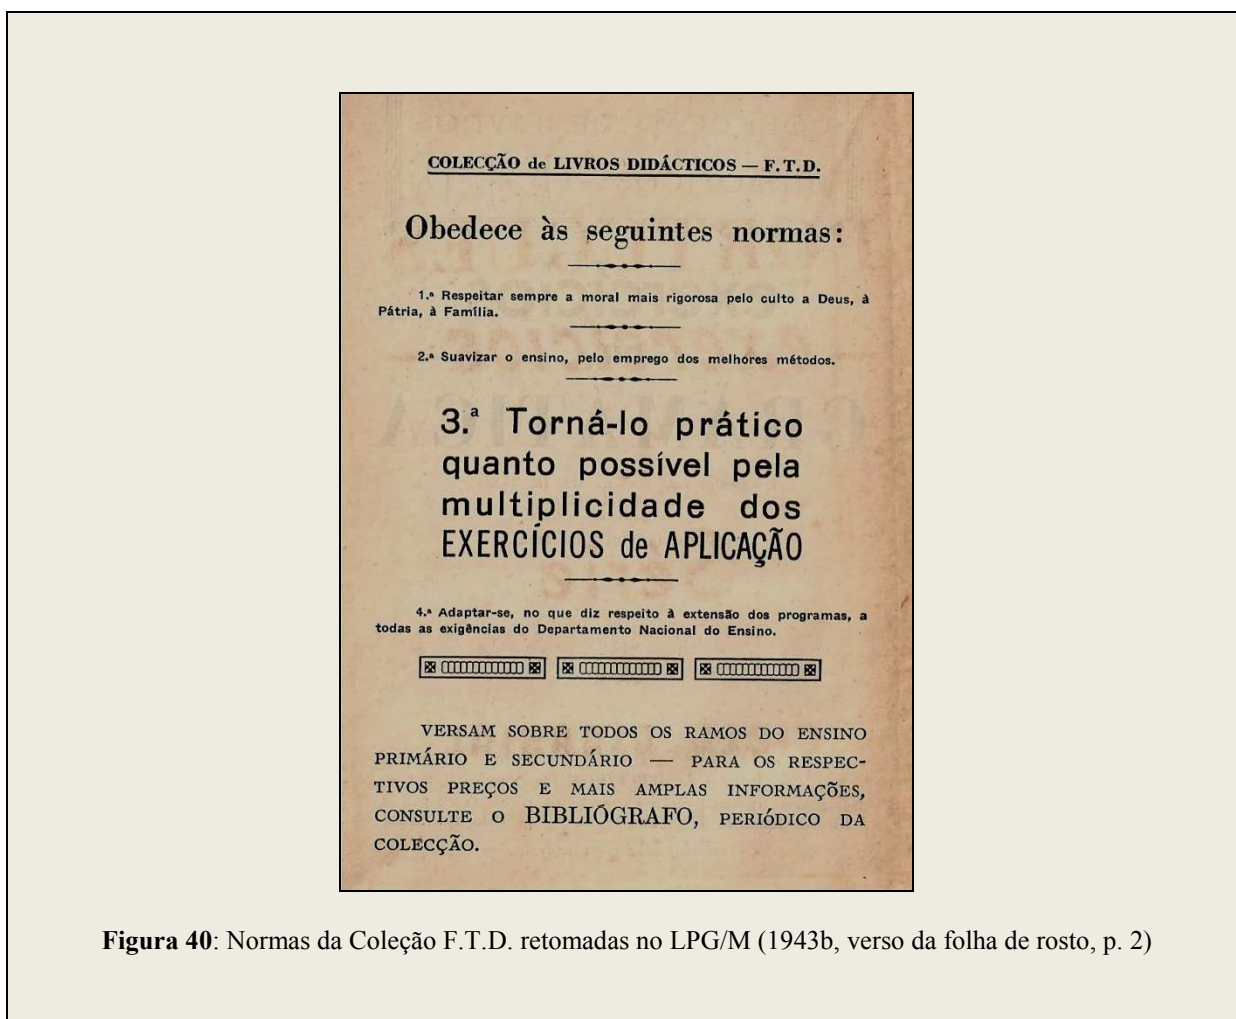 COLECÇÃO de LIVROS DIDÁCTICOS — F.T.D.
Obedece às seguintes normas:
1.ª Respeitar sempre a moral mais rigorosa pelo culto a Deus, à
Pátria, à Família.
2.ª Suavizar o ensino, pelo emprego dos melhores métodos.
3.ª Torná-lo prático
quanto possível pela
multiplicidade dos
EXERCÍCIOS de APLICAÇÃO
4.ª Adaptar-se, no que diz respeito à extensão dos programas, a
todas as exigências do Departamento Nacional do Ensino.
VERSAM SOBRE TODOS OS RAMOS DO ENSINO
PRIMÁRIO E SECUNDÁRIO — PARA OS RESPEC-
TIVOS PREÇOS E MAIS AMPLAS INFORMAÇÕES,
CONSULTE O BIBLIÓGRAFO, PERIÓDICO DA
COLECÇÃO.
Figura 40: Normas da Coleção F.T.D. retomadas no LPG/M (1943b, verso da folha de rosto, p. 2)